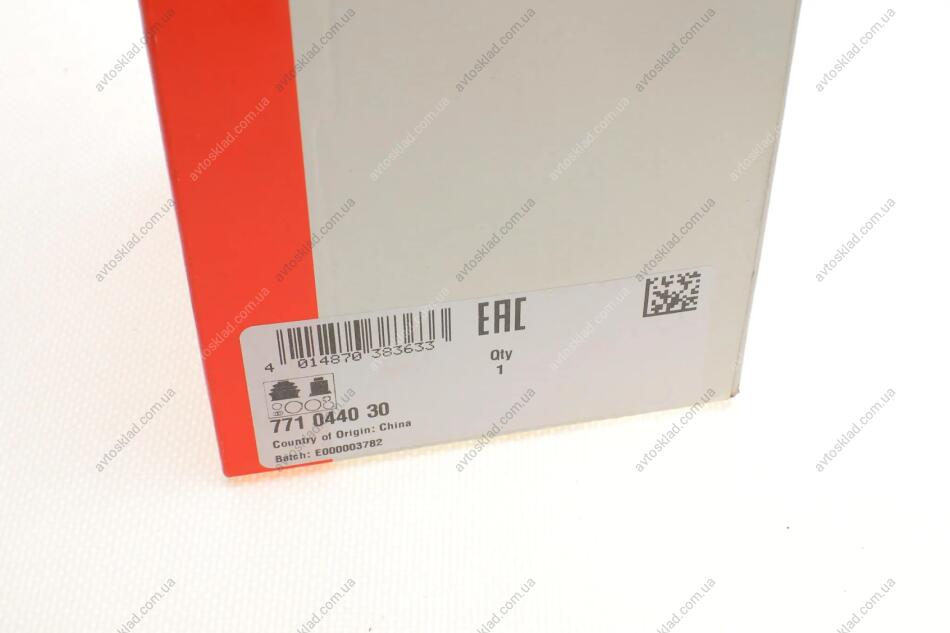 EAC
4 014870 383633
Qty
1
771 0440 30
Country of Origin: China
Batch: E000003782
avtosklad.com.ua